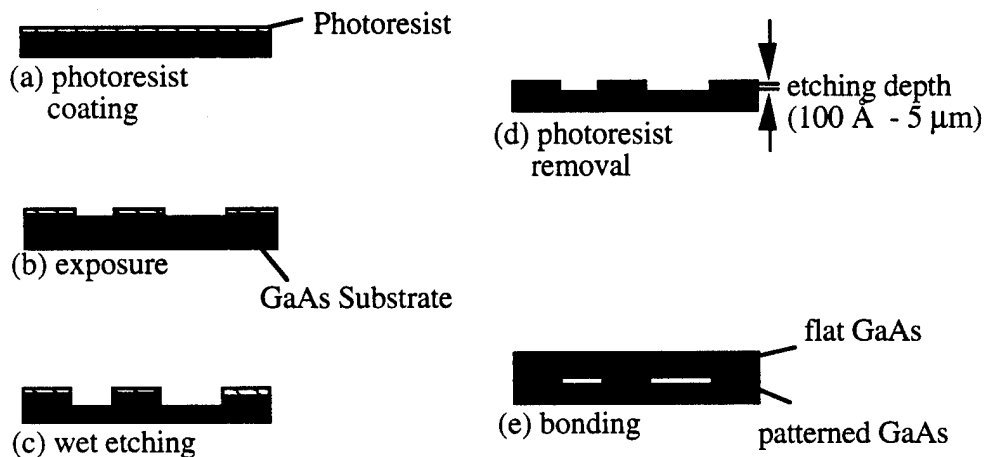 Photoresist
(a) photoresist
coating
(b) exposure
GaAs Substrate
(c) wet etching
etching depth
(100 Å - 5 μm)
(d) photoresist
removal
flat GaAs
(e) bonding
patterned GaAs